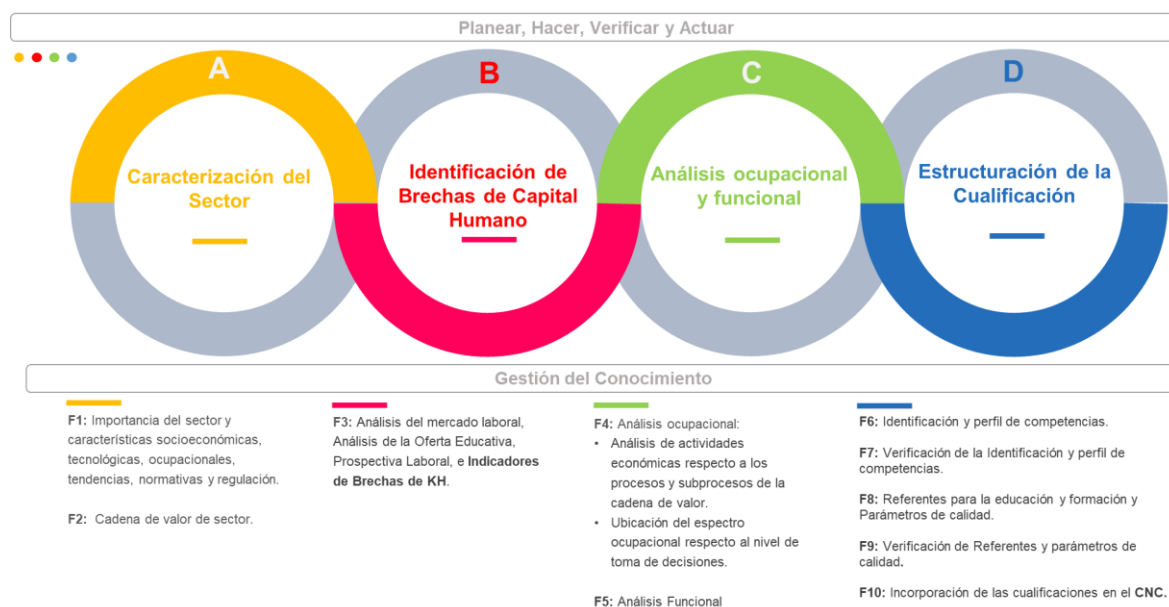 Planear, Hacer, Verificar y Actuar
A
B
C
D
Caracterización del
Sector
Identificación de
Brechas de Capital
Humano
Análisis ocupacional
y funcional
Estructuración de la
Cualificación
Gestión del Conocimiento
F1: Importancia del sector y
características socioeconómicas,
tecnológicas, ocupacionales,
tendencias, normativas y regulación.
F2: Cadena de valor de sector.
F3: Análisis del mercado laboral,
Análisis de la Oferta Educativa,
Prospectiva Laboral, e Indicadores
de Brechas de KH.
F4: Análisis ocupacional:
• Análisis de actividades
económicas respecto a los
procesos y subprocesos de la
cadena de valor.
• Ubicación del espectro
ocupacional respecto al nivel de
toma de decisiones.
F5: Análisis Funcional
F6: Identificación y perfil de competencias.
F7: Verificación de la Identificación y perfil de
competencias.
F8: Referentes para la educación y formación y
Parámetros de calidad.
F9: Verificación de Referentes y parámetros de
calidad.
F10: Incorporación de las cualificaciones en el CNC.